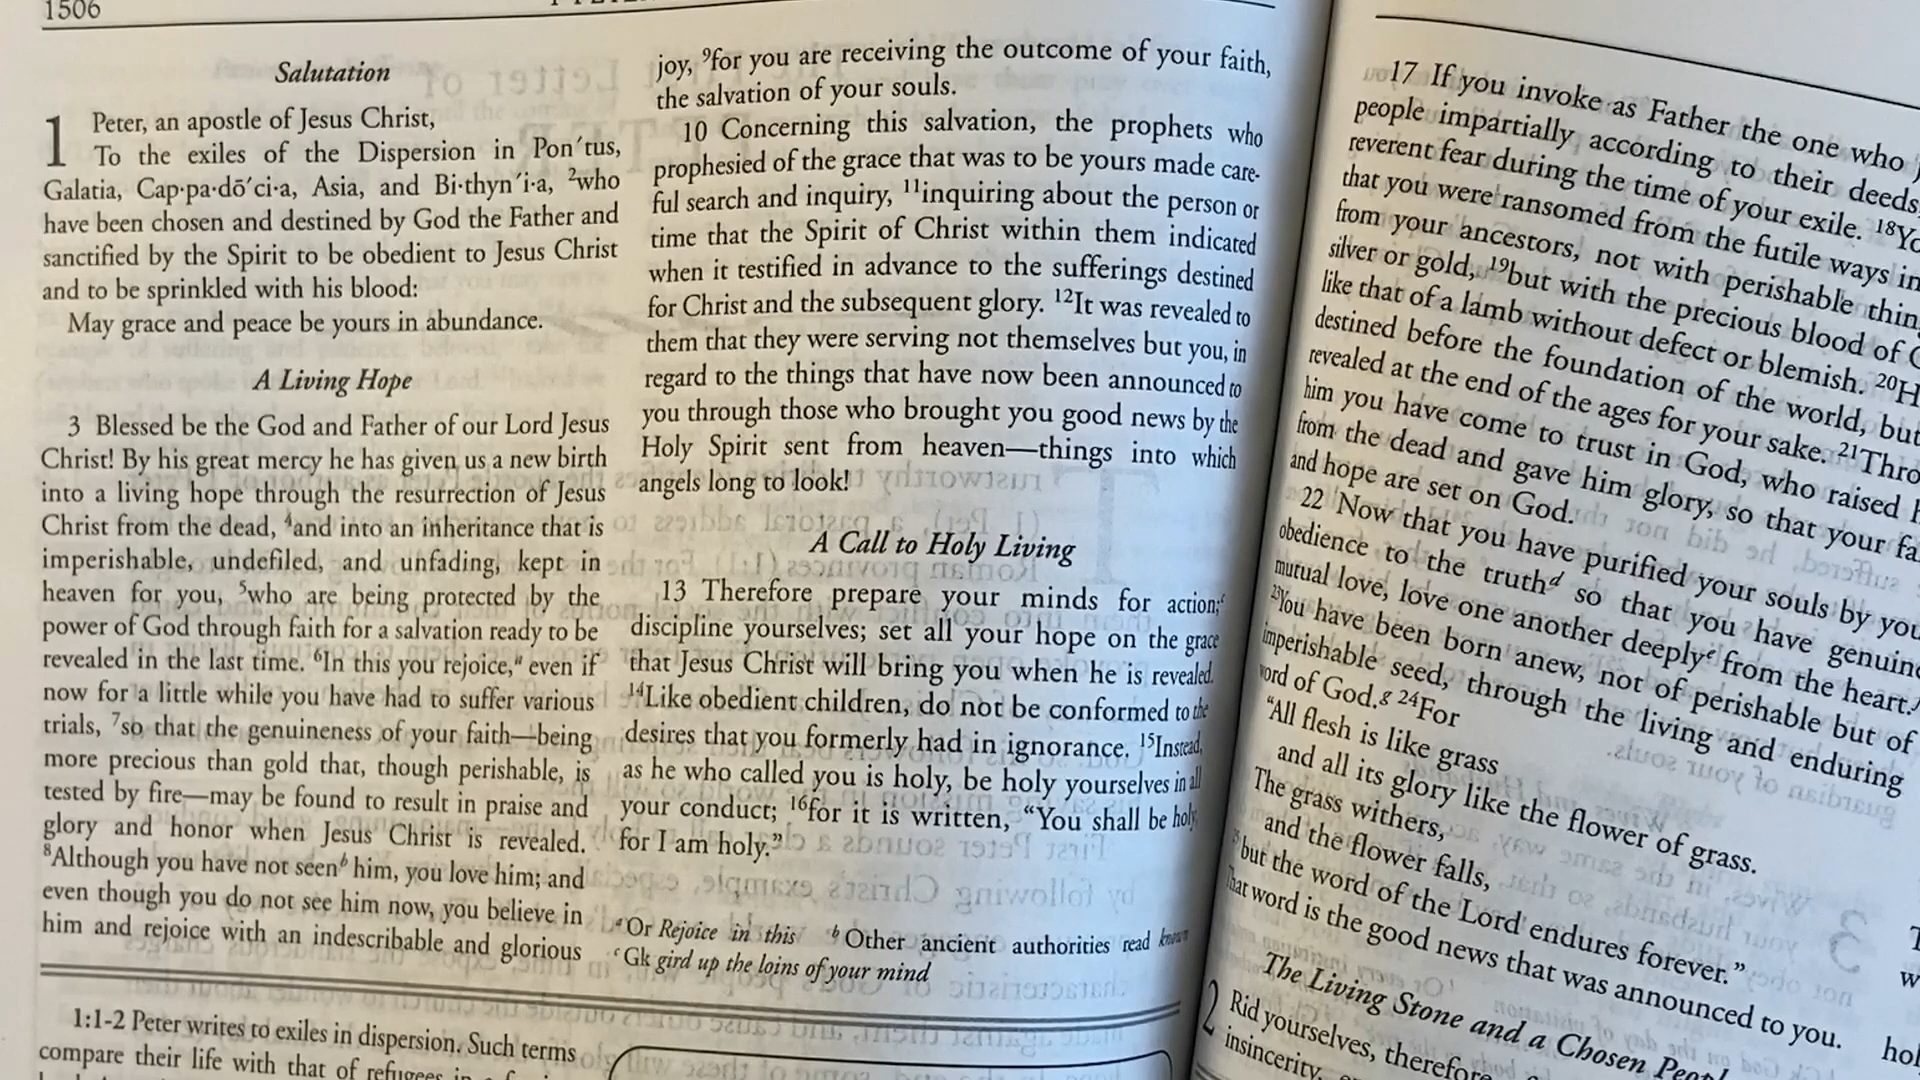 1506
Salutation
1 Peter, an apostle of Jesus Christ,
To the exiles of the Dispersion in Pon′tus,
Galatia, Cap·pa·dō′ci·a, Asia, and Bi·thyn′i·a, ²who
have been chosen and destined by God the Father and
sanctified by the Spirit to be obedient to Jesus Christ
and to be sprinkled with his blood:
May grace and peace be yours in abundance.
A Living Hope
3 Blessed be the God and Father of our Lord Jesus
Christ! By his great mercy he has given us a new birth
into a living hope through the resurrection of Jesus
Christ from the dead, ⁴and into an inheritance that is
imperishable, undefiled, and unfading, kept in
heaven for you, ⁵who are being protected by the
power of God through faith for a salvation ready to be
revealed in the last time. ⁶In this you rejoice,ᵃ even if
now for a little while you have had to suffer various
trials, ⁷so that the genuineness of your faith—being
more precious than gold that, though perishable, is
tested by fire—may be found to result in praise and
glory and honor when Jesus Christ is revealed.
⁸Although you have not seenᵇ him, you love him; and
even though you do not see him now, you believe in
him and rejoice with an indescribable and glorious
joy, ⁹for you are receiving the outcome of your faith,
the salvation of your souls.
10 Concerning this salvation, the prophets who
prophesied of the grace that was to be yours made care-
ful search and inquiry, ¹¹inquiring about the person or
time that the Spirit of Christ within them indicated
when it testified in advance to the sufferings destined
for Christ and the subsequent glory. ¹²It was revealed to
them that they were serving not themselves but you, in
regard to the things that have now been announced to
you through those who brought you good news by the
Holy Spirit sent from heaven—things into which
angels long to look!
A Call to Holy Living
13 Therefore prepare your minds for action;ᶜ
discipline yourselves; set all your hope on the grace
that Jesus Christ will bring you when he is revealed.
¹⁴Like obedient children, do not be conformed to the
desires that you formerly had in ignorance. ¹⁵Instead,
as he who called you is holy, be holy yourselves in all
your conduct; ¹⁶for it is written, “You shall be holy,
for I am holy.”
ᵃOr Rejoice in this ᵇOther ancient authorities read known
ᶜGk gird up the loins of your mind
1:1-2 Peter writes to exiles in dispersion. Such terms
compare their life with that of refugees in
17 If you invoke as Father the one who
people impartially according to their deeds,
reverent fear during the time of your exile. ¹⁸
that you were ransomed from the futile ways
from your ancestors, not with perishable
silver or gold, ¹⁹but with the precious blood of
like that of a lamb without defect or blemish. ²⁰
destined before the foundation of the world, but
revealed at the end of the ages for your sake. ²¹
him you have come to trust in God, who raised
from the dead and gave him glory, so that your
and hope are set on God.
22 Now that you have purified your souls by
obedience to the truthᵈ so that you have
mutual love, love one another deeplyᵉ from the heart.
²³You have been born anew, not of perishable but of
imperishable seed, through the living and enduring
word of God.ᵍ ²⁴For
“All flesh is like grass
and all its glory like the flower of grass.
The grass withers,
and the flower falls,
²⁵but the word of the Lord endures forever.”
That word is the good news that was announced to you.
The Living Stone and a Chosen
2 Rid yourselves, therefore
insincerity,